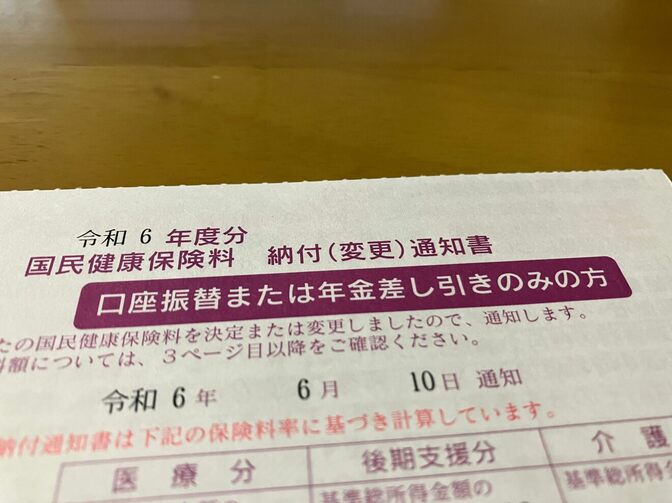 令和 6 年度分
国民健康保険料 納付(変更)通知書
口座振替または年金差し引きのみの方
たの国民健康保険料を決定または変更しましたので、通知します。
額については、3ページ目以降をご確認ください。
令和 6 年 6 月 10 日 通知
納付通知書は下記の保険料率に基づき計算しています。
医療分 後期支援分 介護
基準総所得金額の 基準総所得